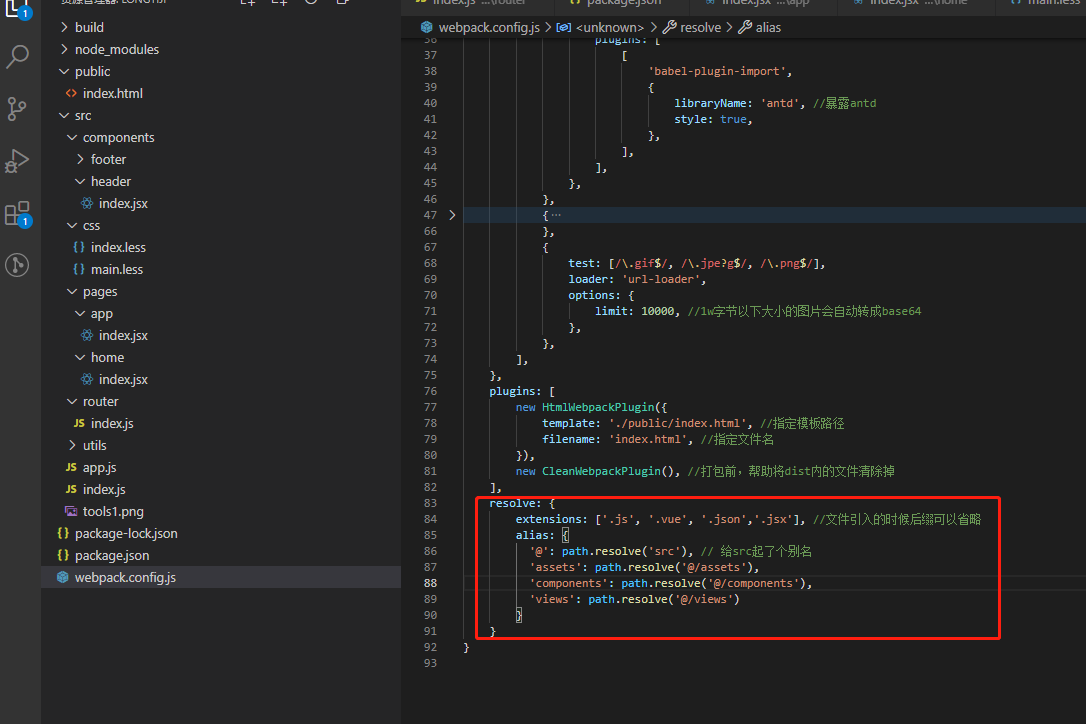 资源管理器: LONGYIJI
build
node_modules
public
index.html
src
components
footer
header
index.jsx
css
index.less
main.less
pages
app
index.jsx
home
index.jsx
router
index.js
utils
app.js
index.js
tools1.png
package-lock.json
package.json
webpack.config.js
1
1
index.js ...\router
package.json
index.jsx ...\app
index.jsx ...\home
main.less
webpack.config.js > <unknown> > resolve > alias
36 plugins: [
37 [
38 'babel-plugin-import',
39 {
40 libraryName: 'antd', //暴露antd
41 style: true,
42 },
43 ],
44 ],
45 },
46 },
47 > {…
66 },
67 {
68 test: [/\.gif$/, /\.jpe?g$/, /\.png$/],
69 loader: 'url-loader',
70 options: {
71 limit: 10000, //1w字节以下大小的图片会自动转成base64
72 },
73 },
74 ],
75 },
76 plugins: [
77 new HtmlWebpackPlugin({
78 template: './public/index.html', //指定模板路径
79 filename: 'index.html', //指定文件名
80 }),
81 new CleanWebpackPlugin(), //打包前，帮助将dist内的文件清除掉
82 ],
83 resolve: {
84 extensions: ['.js', '.vue', '.json','.jsx'], //文件引入的时候后缀可以省略
85 alias: {
86 '@': path.resolve('src'), // 给src起了个别名
87 'assets': path.resolve('@/assets'),
88 'components': path.resolve('@/components'),
89 'views': path.resolve('@/views')
90 }
91 }
92 }
93